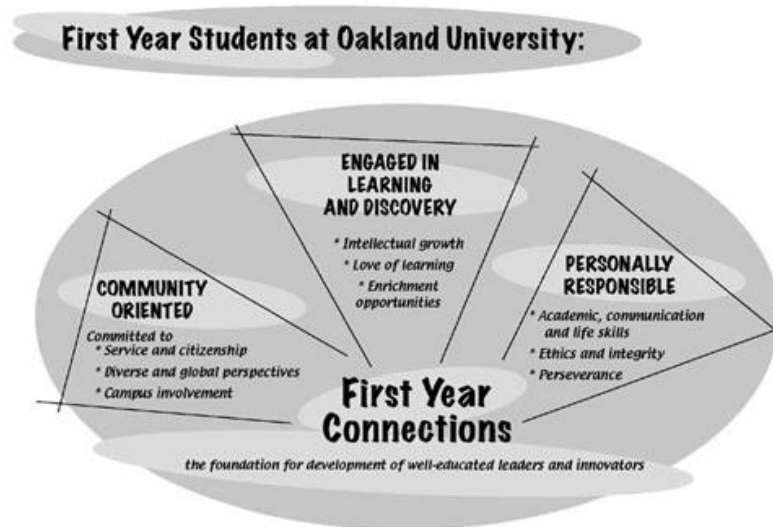 First Year Students at Oakland University:
ENGAGED IN
LEARNING
AND DISCOVERY
* Intellectual growth
* Love of learning
* Enrichment
opportunities
COMMUNITY
ORIENTED
Committed to
* Service and citizenship
* Diverse and global perspectives
* Campus involvement
PERSONALLY
RESPONSIBLE
* Academic, communication
and life skills
* Ethics and integrity
* Perseverance
First Year
Connections
the foundation for development of well-educated leaders and innovators